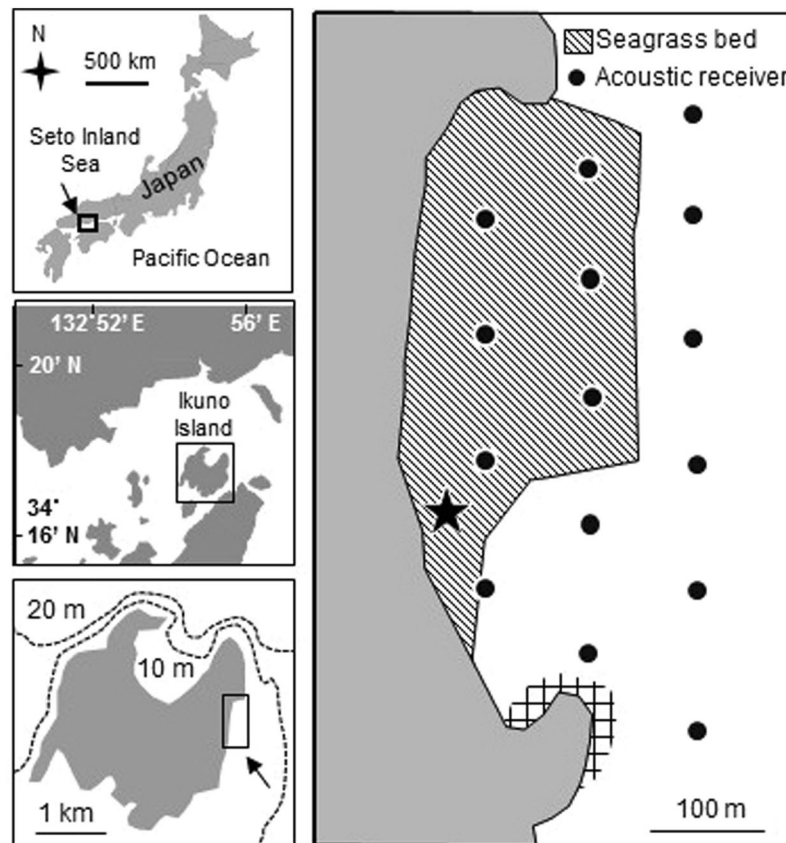 N
500 km
Seto Inland
Sea
Japan
Pacific Ocean
132°52' E
56' E
20' N
Ikuno
Island
34°
16' N
20 m
10 m
1 km
Seagrass bed
Acoustic receiver
100 m